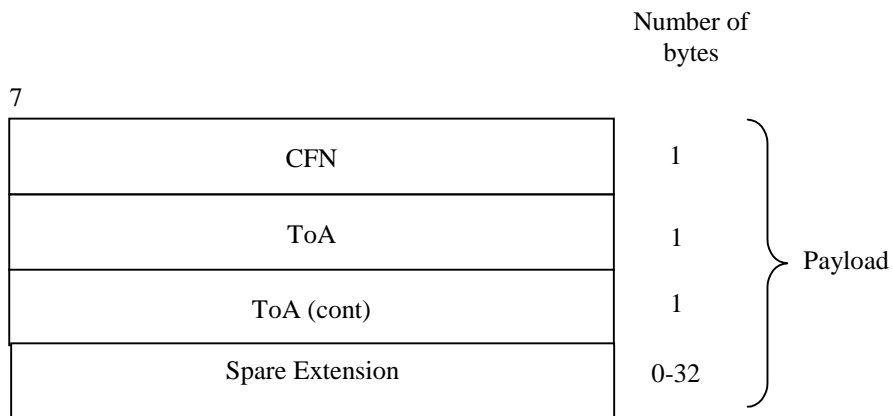 Number of
bytes
7
CFN 1
ToA 1
ToA (cont) 1
Spare Extension 0-32
Payload